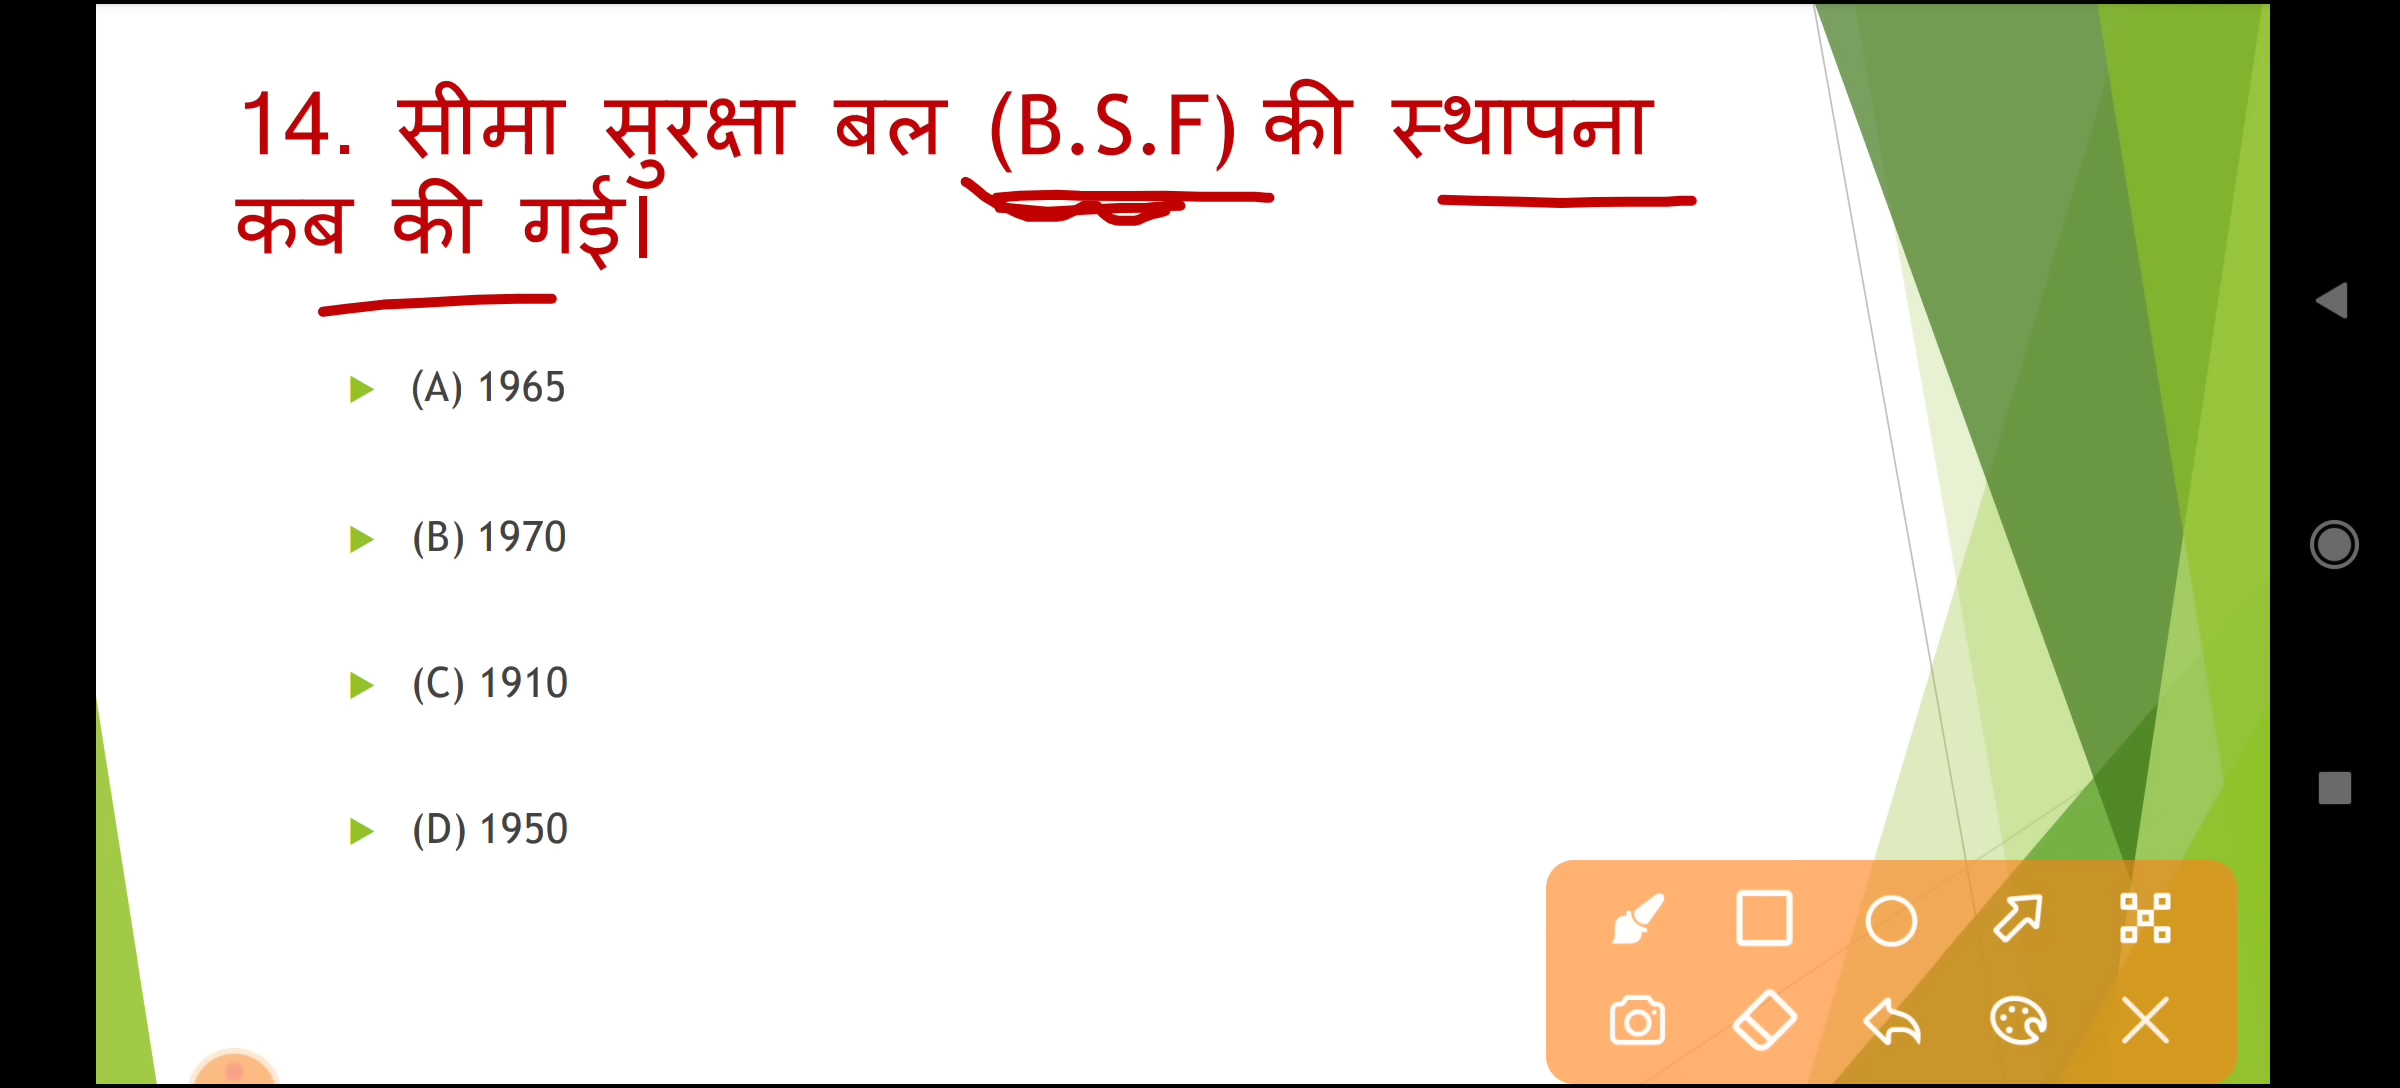 14. सीमा सुरक्षा बल (B.S.F) की स्थापना
कब की गई।
(A) 1965
(B) 1970
(C) 1910
(D) 1950